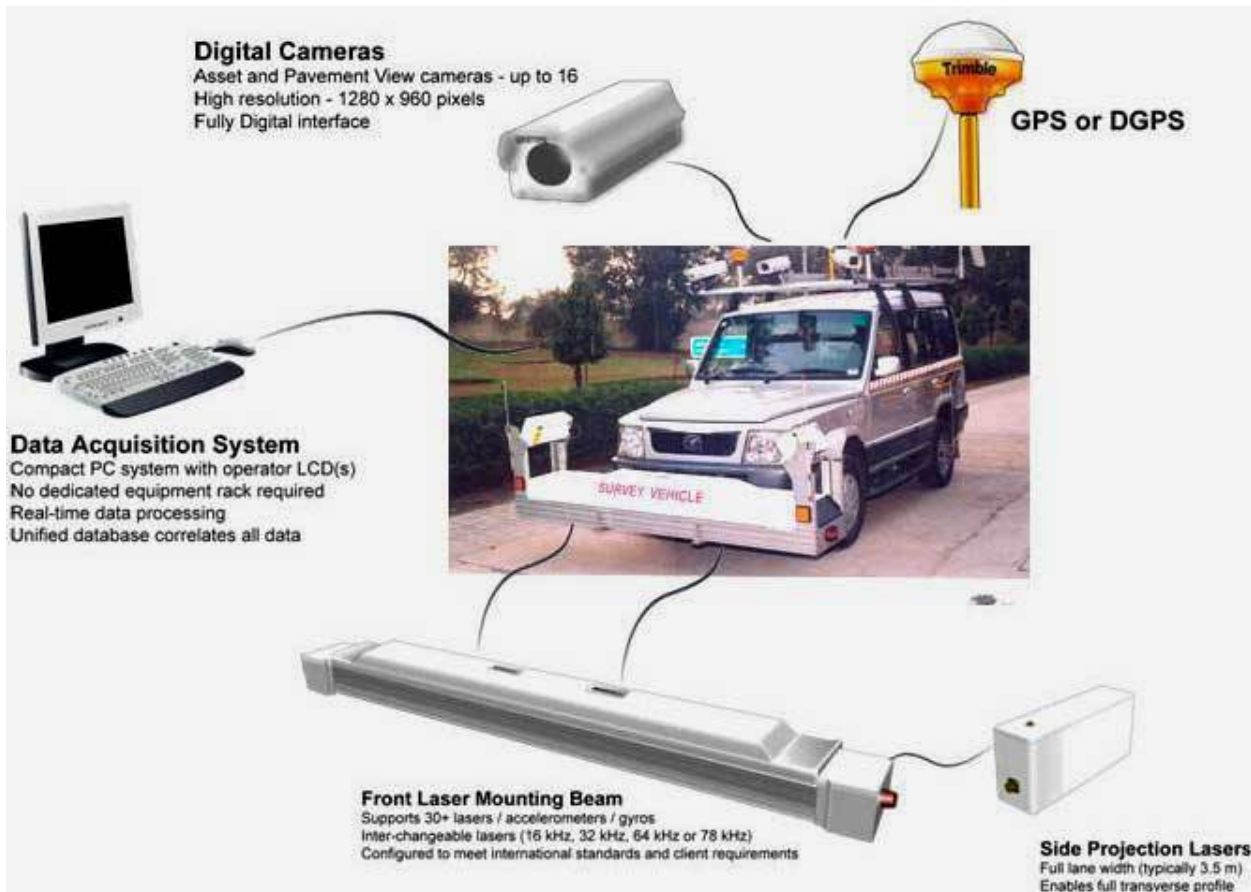 Digital Cameras
Asset and Pavement View cameras - up to 16
High resolution - 1280 x 960 pixels
Fully Digital interface
Trimble
GPS or DGPS
Data Acquisition System
Compact PC system with operator LCD(s)
No dedicated equipment rack required
Real-time data processing
Unified database correlates all data
SURVEY VEHICLE
Front Laser Mounting Beam
Supports 30+ lasers / accelerometers / gyros
Inter-changeable lasers (16 kHz, 32 kHz, 64 kHz or 78 kHz)
Configured to meet international standards and client requirements
Side Projection Lasers
Full lane width (typically 3.5 m)
Enables full transverse profile